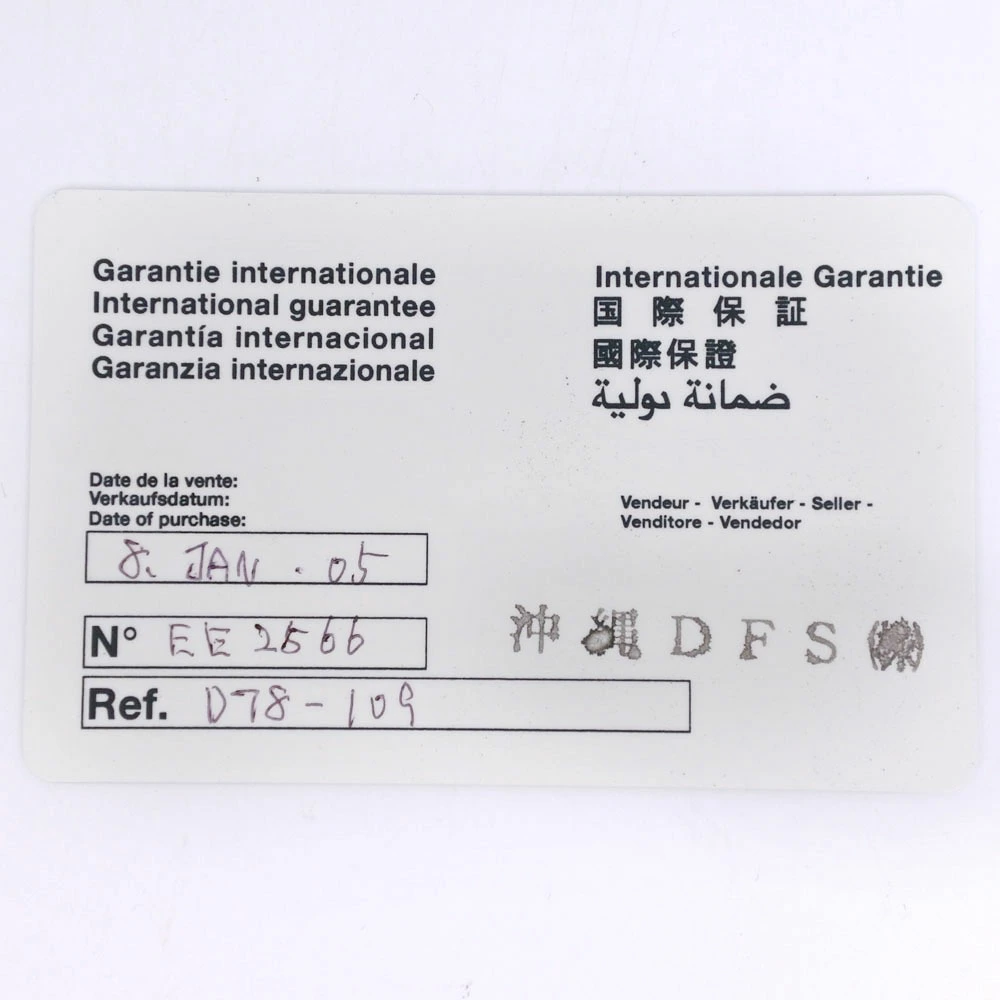 Garantie internationale
International guarantee
Garantía internacional
Garanzia internazionale
Internationale Garantie
国際保証
國際保證
ضمانة دولية
Date de la vente:
Verkaufsdatum:
Date of purchase:
8. JAN . 05
N° EE 2566
Ref. D78-109
Vendeur - Verkäufer - Seller -
Venditore - Vendedor
沖縄 DFS